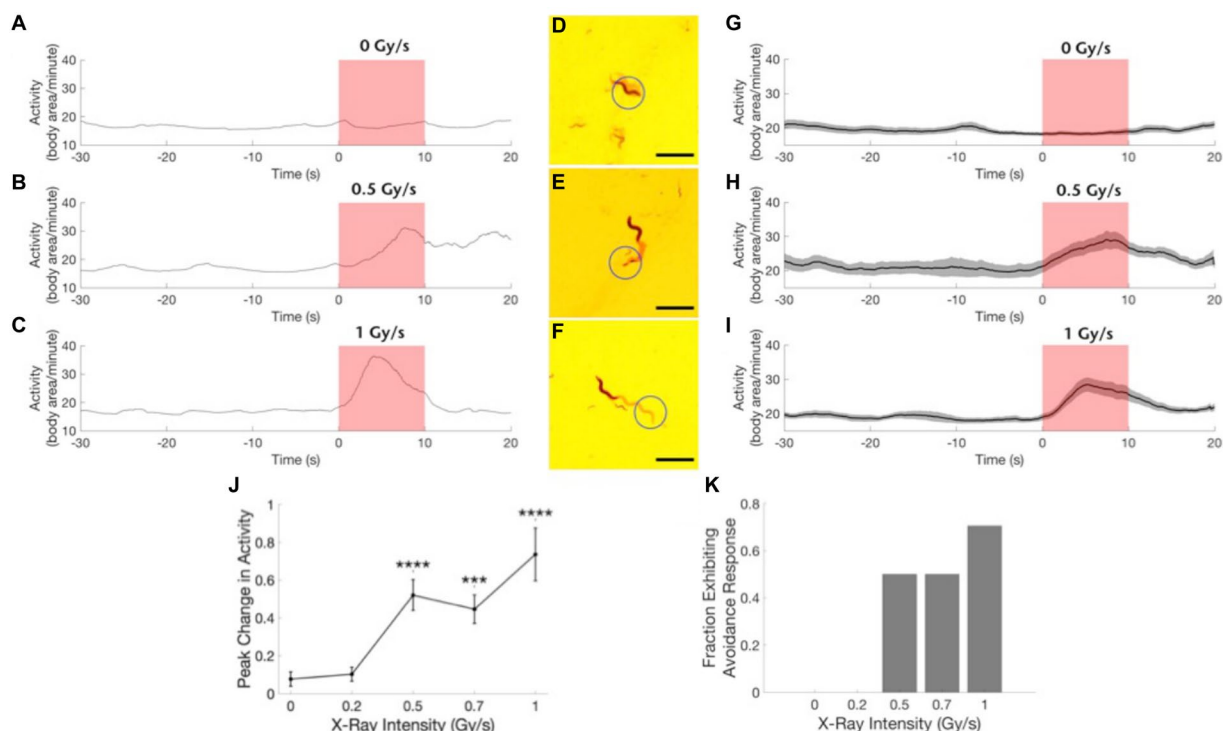 A
0 Gy/s
Activity
(body area/minute)
40
30
20
10
-30 -20 -10 0 10 20
Time (s)
B
0.5 Gy/s
Activity
(body area/minute)
40
30
20
10
-30 -20 -10 0 10 20
Time (s)
C
1 Gy/s
Activity
(body area/minute)
40
30
20
10
-30 -20 -10 0 10 20
Time (s)
D
E
F
G
0 Gy/s
Activity
(body area/minute)
40
30
20
-30 -20 -10 0 10 20
Time (s)
H
0.5 Gy/s
Activity
(body area/minute)
40
30
20
-30 -20 -10 0 10 20
Time (s)
I
1 Gy/s
Activity
(body area/minute)
40
30
20
-30 -20 -10 0 10 20
Time (s)
J
Peak Change in Activity
1
0.8
0.6
0.4
0.2
0
**** *** ****
0 0.2 0.5 0.7 1
X-Ray Intensity (Gy/s)
K
Fraction Exhibiting
Avoidance Response
0.8
0.6
0.4
0.2
0
0 0.2 0.5 0.7 1
X-Ray Intensity (Gy/s)